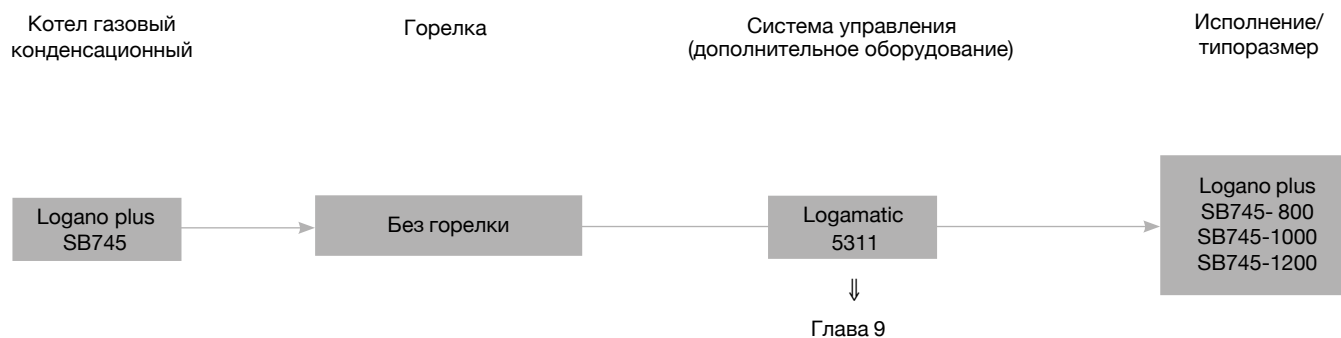 Котел газовый
конденсационный
Горелка
Система управления
(дополнительное оборудование)
Исполнение/
типоразмер
Logano plus
SB745
Без горелки
Logamatic
5311
Logano plus
SB745- 800
SB745-1000
SB745-1200
⇓
Глава 9